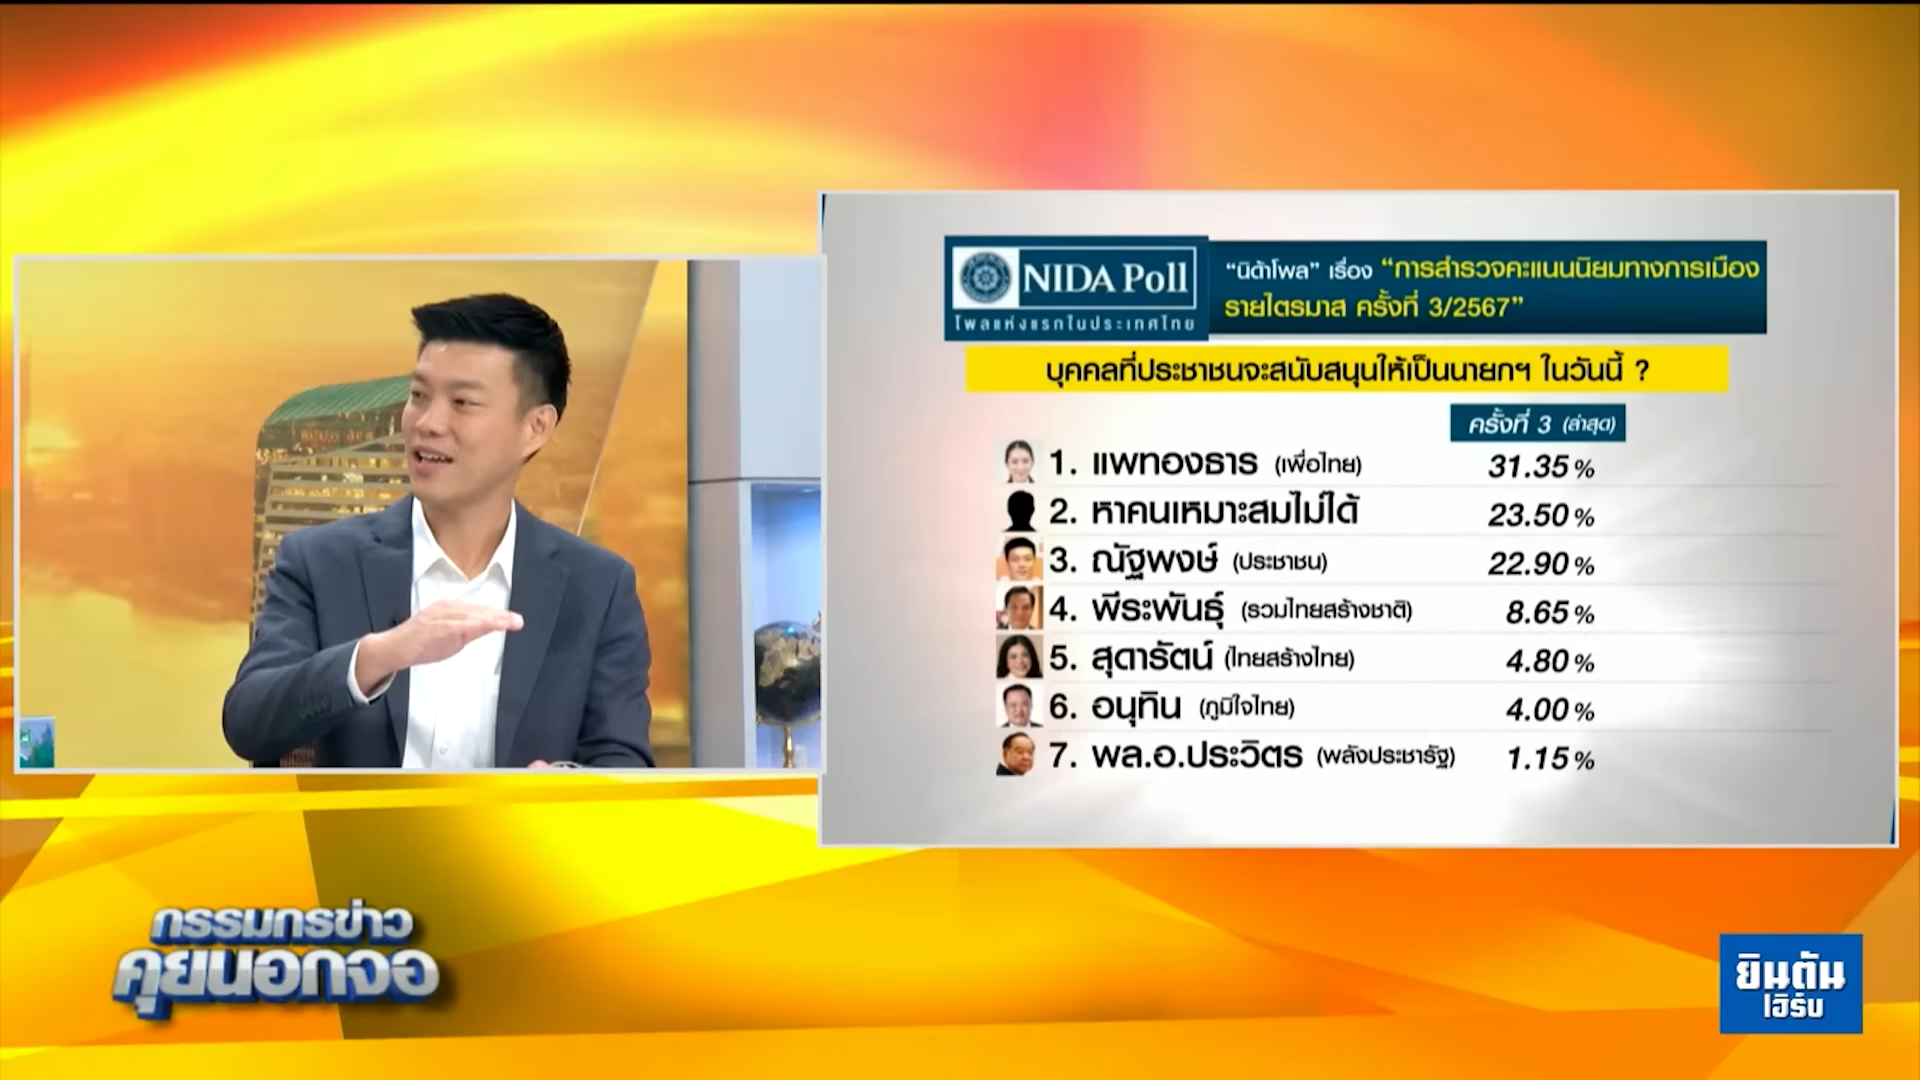 NIDA Poll
โพลแห่งแรกในประเทศไทย
“นิด้าโพล” เรื่อง “การสำรวจคะแนนนิยมทางการเมือง
รายไตรมาส ครั้งที่ 3/2567”
บุคคลที่ประชาชนจะสนับสนุนให้เป็นนายกฯ ในวันนี้ ?
ครั้งที่ 3 (ล่าสุด)
1. แพทองธาร (เพื่อไทย) 31.35 %
2. หาคนเหมาะสมไม่ได้ 23.50 %
3. ณัฐพงษ์ (ประชาชน) 22.90 %
4. พีระพันธุ์ (รวมไทยสร้างชาติ) 8.65 %
5. สุดารัตน์ (ไทยสร้างไทย) 4.80 %
6. อนุทิน (ภูมิใจไทย) 4.00 %
7. พล.อ.ประวิตร (พลังประชารัฐ) 1.15 %
กรรมกรข่าว
คุยนอกจอ
ยินตัน
เฮิร์บ